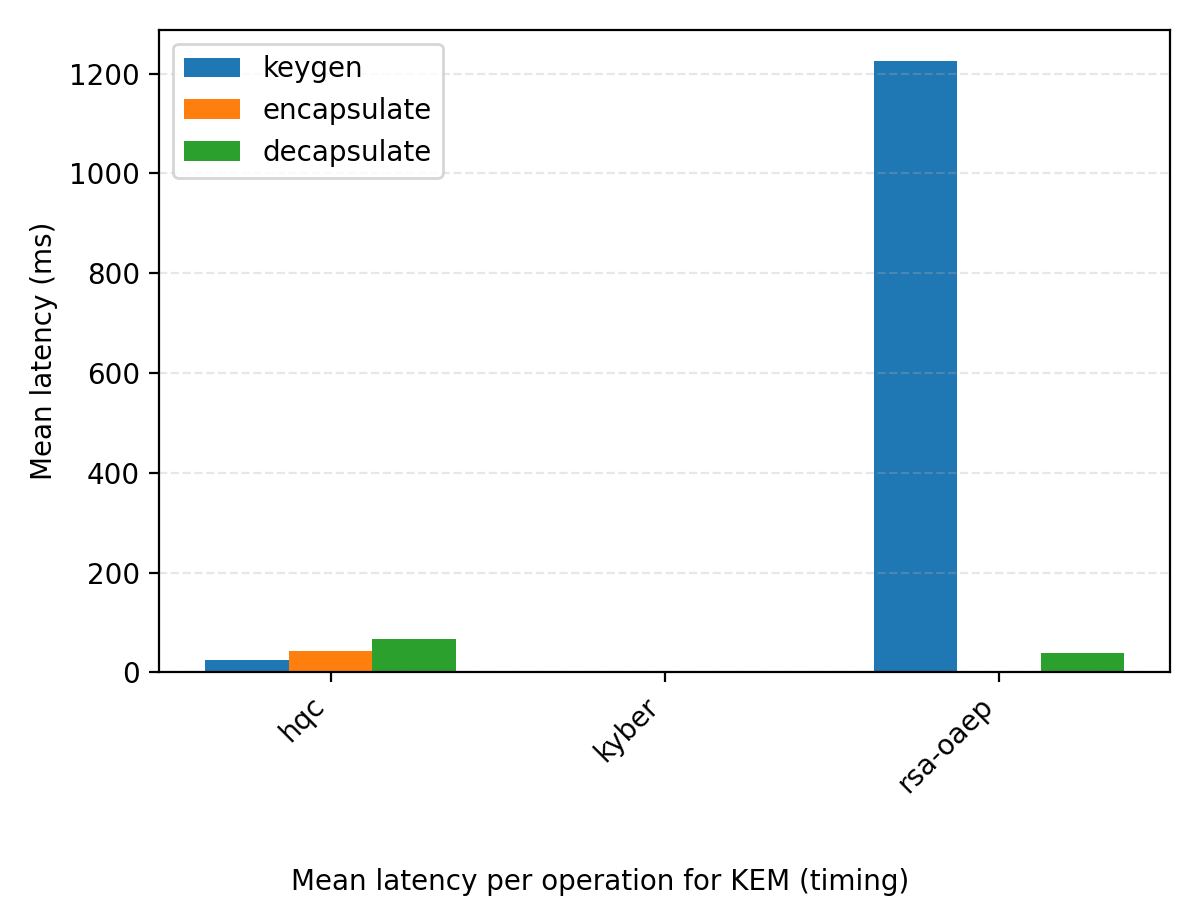 keygen
encapsulate
decapsulate
Mean latency (ms)
1200
1000
800
600
400
200
0
hqc
kyber
rsa-oaep
Mean latency per operation for KEM (timing)